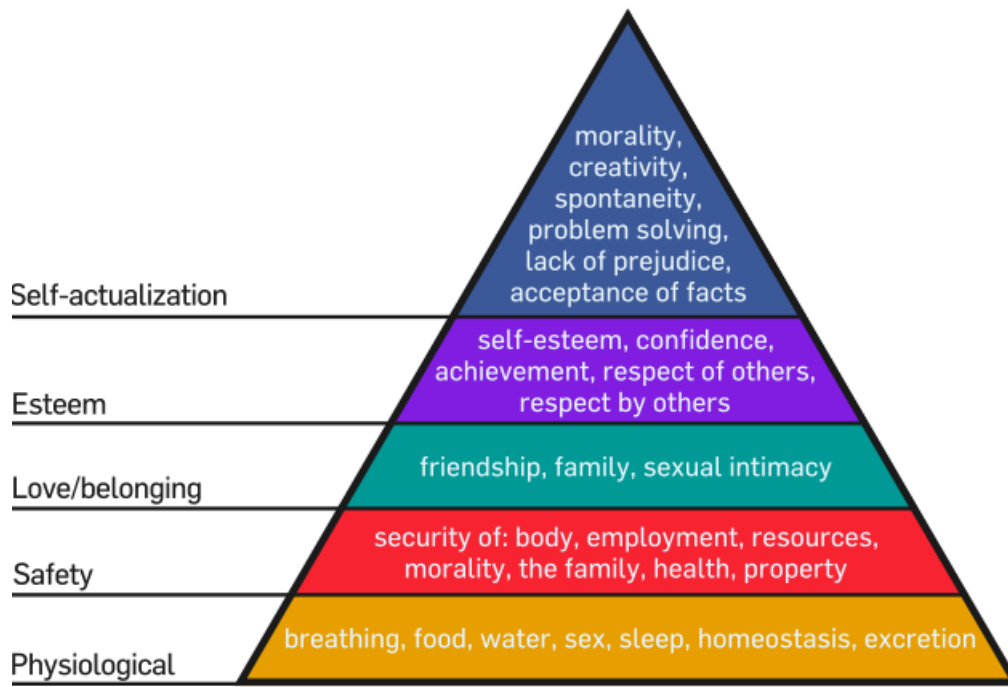 morality,
creativity,
spontaneity,
problem solving,
lack of prejudice,
acceptance of facts
Self-actualization
self-esteem, confidence,
achievement, respect of others,
respect by others
Esteem
friendship, family, sexual intimacy
Love/belonging
security of: body, employment, resources,
morality, the family, health, property
Safety
breathing, food, water, sex, sleep, homeostasis, excretion
Physiological